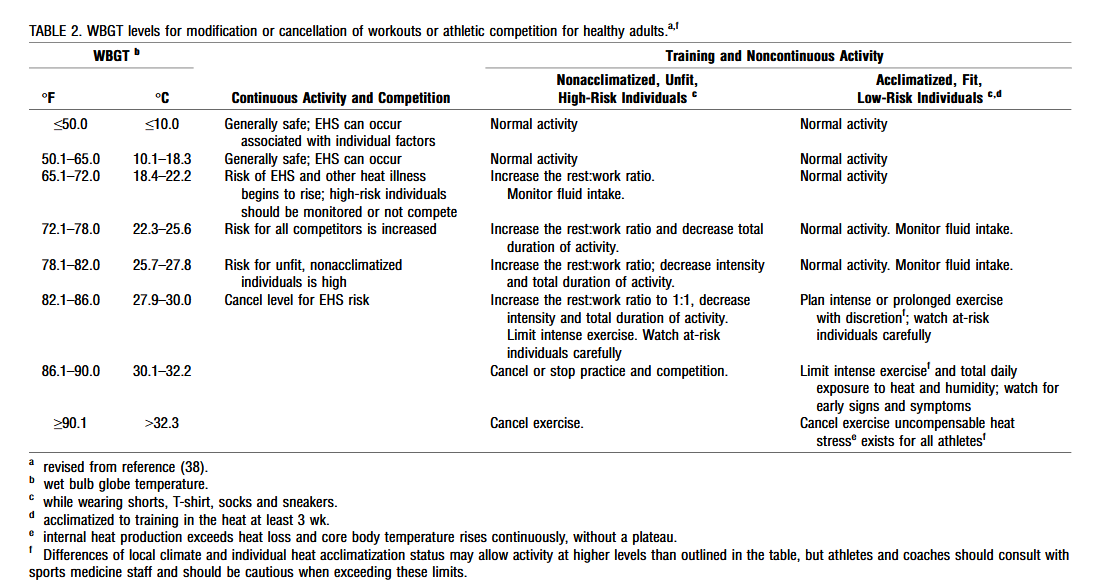 TABLE 2. WBGT levels for modification or cancellation of workouts or athletic competition for healthy adults.a,f
WBGT b Training and Noncontinuous Activity
Nonacclimatized, Unfit, Acclimatized, Fit,
°F °C Continuous Activity and Competition High-Risk Individuals c Low-Risk Individuals c,d
≤50.0 ≤10.0 Generally safe; EHS can occur Normal activity Normal activity
associated with individual factors
50.1–65.0 10.1–18.3 Generally safe; EHS can occur Normal activity Normal activity
65.1–72.0 18.4–22.2 Risk of EHS and other heat illness Increase the rest:work ratio. Normal activity
begins to rise; high-risk individuals Monitor fluid intake.
should be monitored or not compete
72.1–78.0 22.3–25.6 Risk for all competitors is increased Increase the rest:work ratio and decrease total Normal activity. Monitor fluid intake.
duration of activity.
78.1–82.0 25.7–27.8 Risk for unfit, nonacclimatized Increase the rest:work ratio; decrease intensity Normal activity. Monitor fluid intake.
individuals is high and total duration of activity.
82.1–86.0 27.9–30.0 Cancel level for EHS risk Increase the rest:work ratio to 1:1, decrease Plan intense or prolonged exercise
intensity and total duration of activity. with discretionf; watch at-risk
Limit intense exercise. Watch at-risk individuals carefully
individuals carefully
86.1–90.0 30.1–32.2 Cancel or stop practice and competition. Limit intense exercisef and total daily
exposure to heat and humidity; watch for
early signs and symptoms
≥90.1 >32.3 Cancel exercise. Cancel exercise uncompensable heat
stresse exists for all athletesf
a revised from reference (38).
b wet bulb globe temperature.
c while wearing shorts, T-shirt, socks and sneakers.
d acclimatized to training in the heat at least 3 wk.
e internal heat production exceeds heat loss and core body temperature rises continuously, without a plateau.
f Differences of local climate and individual heat acclimatization status may allow activity at higher levels than outlined in the table, but athletes and coaches should consult with
sports medicine staff and should be cautious when exceeding these limits.